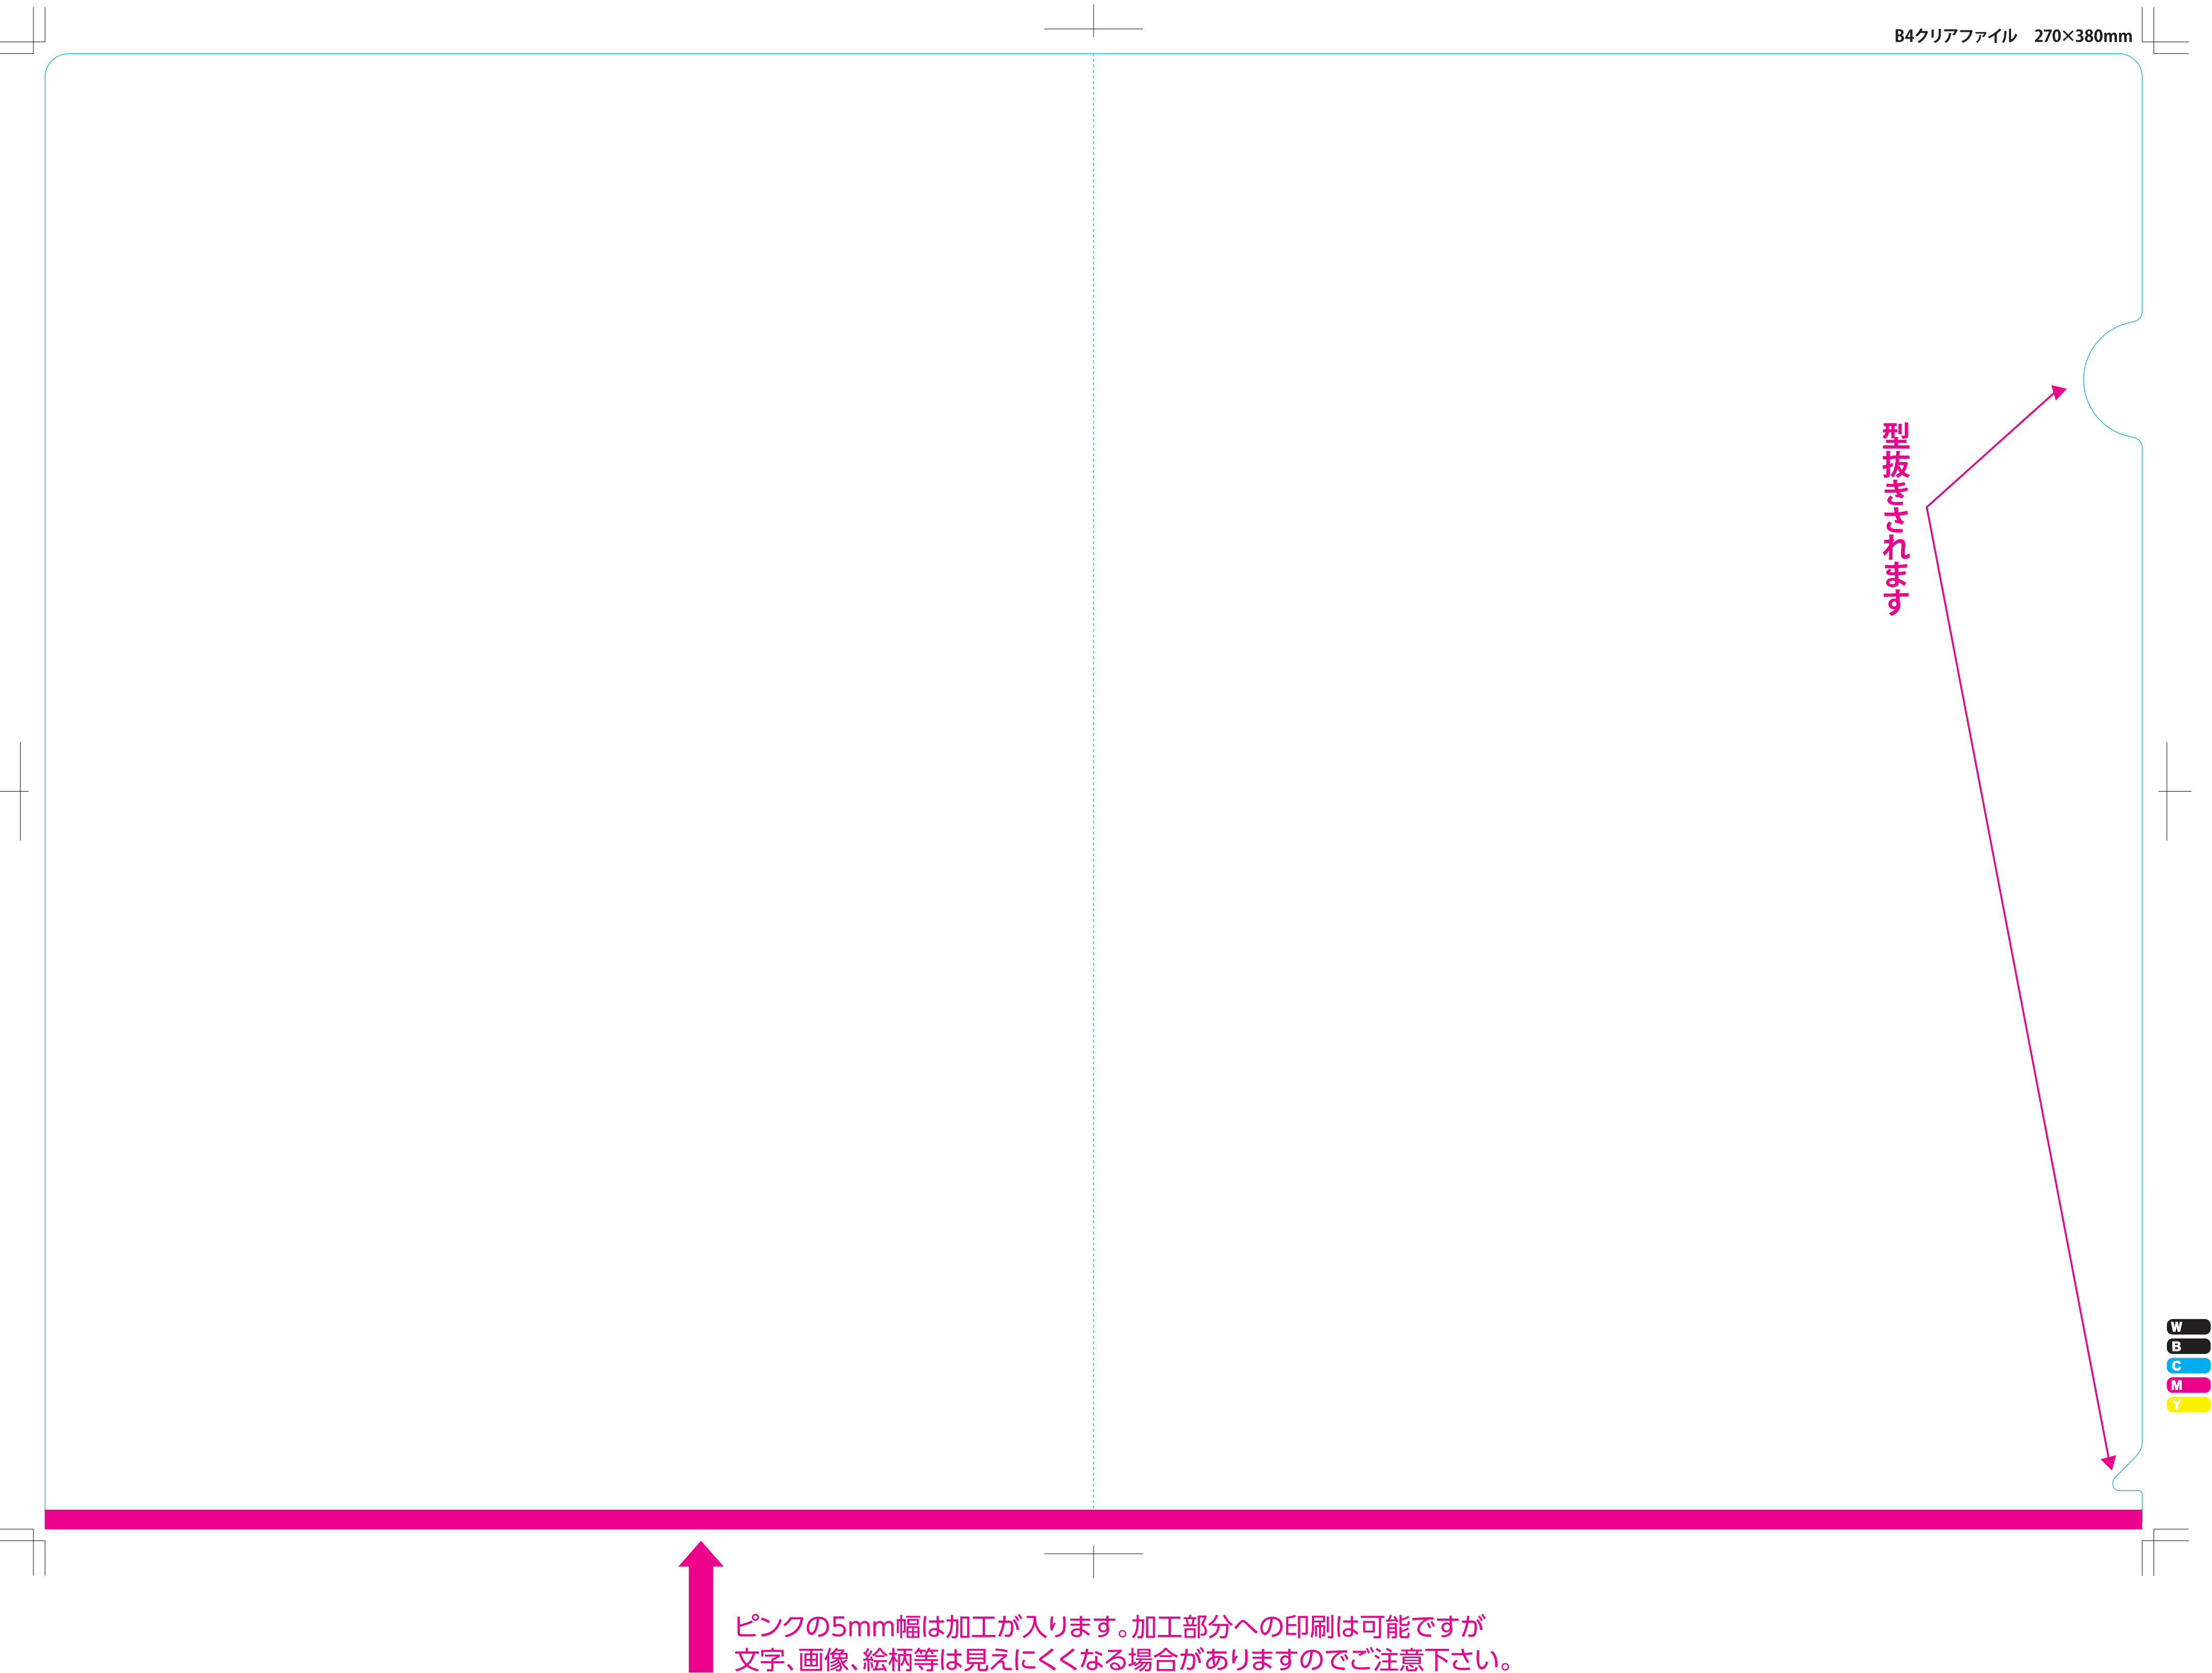 B4クリアファイル　270×380mm
型抜きされます
W
B
C
M
Y
ピンクの5mm幅は加工が入ります。加工部分への印刷は可能ですが
文字、画像、絵柄等は見えにくくなる場合がありますのでご注意下さい。